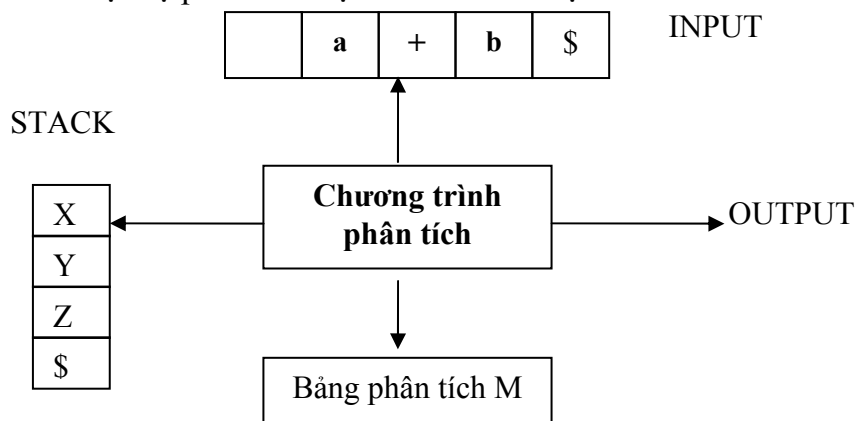 INPUT
a + b $
STACK
Chương trình
phân tích
OUTPUT
X
Y
Z
$
Bảng phân tích M